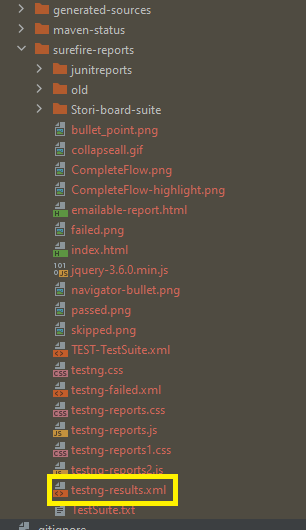 generated-sources
maven-status
surefire-reports
junitreports
old
Stori-board-suite
bullet_point.png
collapseall.gif
CompleteFlow.png
CompleteFlow-highlight.png
emailable-report.html
failed.png
index.html
jquery-3.6.0.min.js
navigator-bullet.png
passed.png
skipped.png
TEST-TestSuite.xml
testng.css
testng-failed.xml
testng-reports.css
testng-reports.js
testng-reports1.css
testng-reports2.js
testng-results.xml
TestSuite.txt
.gitignore